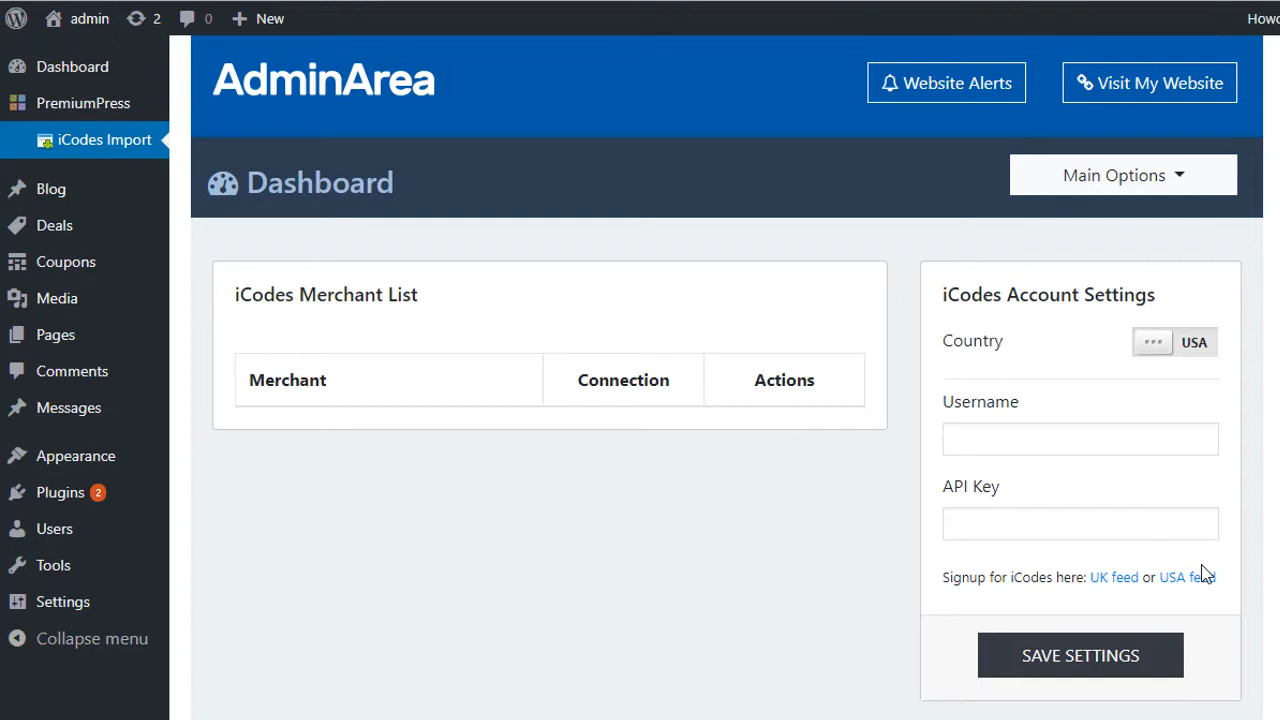 admin 2 0 New
Howd
Dashboard
PremiumPress
iCodes Import
Blog
Deals
Coupons
Media
Pages
Comments
Messages
Appearance
Plugins 2
Users
Tools
Settings
Collapse menu
AdminArea
Website Alerts
Visit My Website
Dashboard
Main Options
iCodes Merchant List
Merchant Connection Actions
iCodes Account Settings
Country USA
Username
API Key
Signup for iCodes here: UK feed or USA feed
SAVE SETTINGS